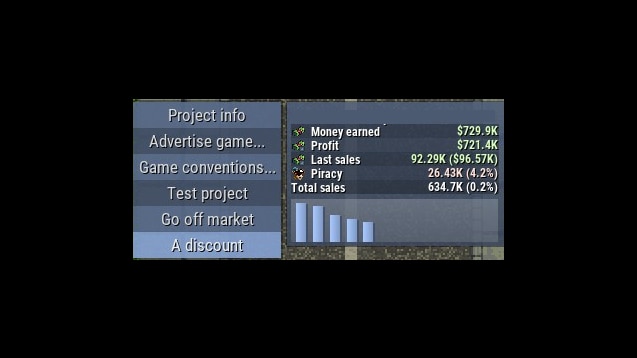 Project info
Advertise game...
Game conventions...
Test project
Go off market
A discount
Money earned $729.9K
Profit $721.4K
Last sales 92.29K ($96.57K)
Piracy 26.43K (4.2%)
Total sales 634.7K (0.2%)